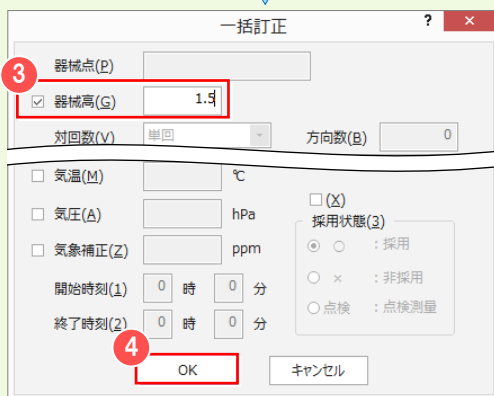 一括訂正 ? ×
3
器械点(P)
器械高(G) 1.5
対回数(V) 単回 方向数(B) 0
気温(M) ℃
気圧(A) hPa
(X)
採用状態(3)
気象補正(Z) ppm
○ ：採用
× ：非採用
点検 ：点検測量
開始時刻(1) 0 時 0 分
終了時刻(2) 0 時 0 分
4
OK キャンセル